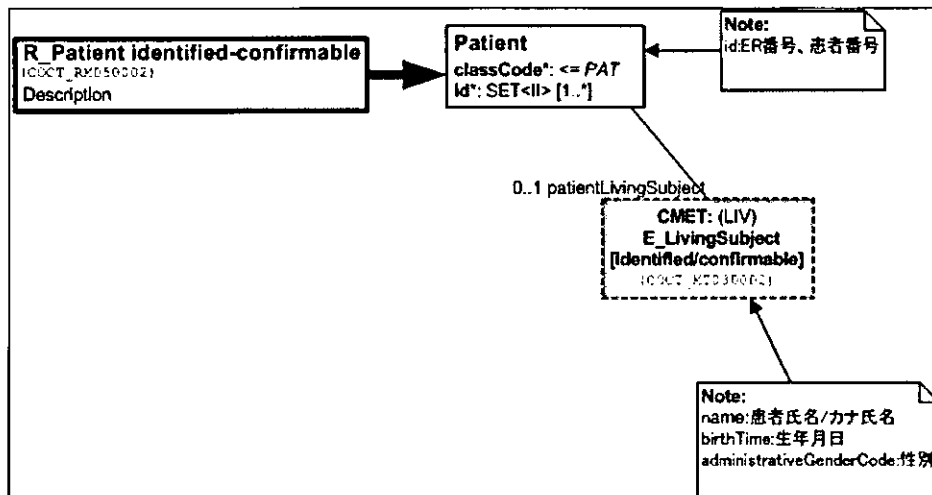 R_Patient identified-confirmable
(COCT_RM050002)
Description
Patient
classCode*: <= PAT
id*: SET<II> [1..*]
Note:
id:ER番号、患者番号
0..1 patientLivingSubject
CMET: (LIV)
E_LivingSubject
[identified/confirmable]
Note:
name:患者氏名/カナ氏名
birthTime:生年月日
administrativeGenderCode:性別